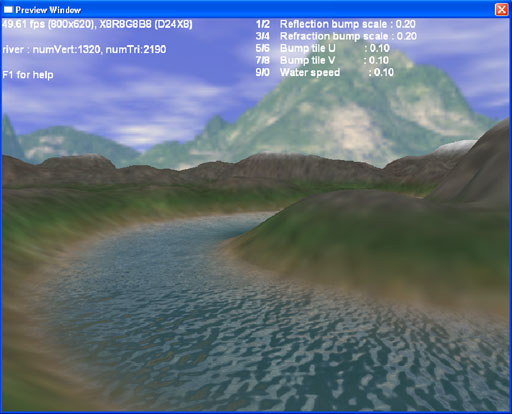 Preview Window
49.61 fps (800x620), X8R8G8B8 (D24X8)
river : numVert:1320, numTri:2190
F1 for help
1/2 Reflection bump scale : 0.20
3/4 Refraction bump scale : 0.20
5/6 Bump tile U : 0.10
7/8 Bump tile V : 0.10
9/0 Water speed : 0.10